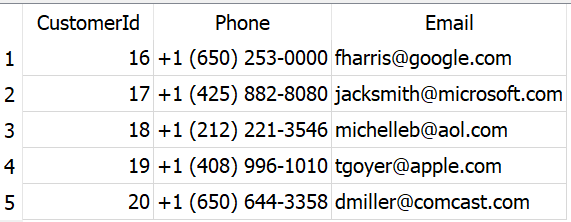 CustomerId Phone Email
1 16 +1 (650) 253-0000 fharris@google.com
2 17 +1 (425) 882-8080 jacksmith@microsoft.com
3 18 +1 (212) 221-3546 michelleb@aol.com
4 19 +1 (408) 996-1010 tgoyer@apple.com
5 20 +1 (650) 644-3358 dmiller@comcast.com